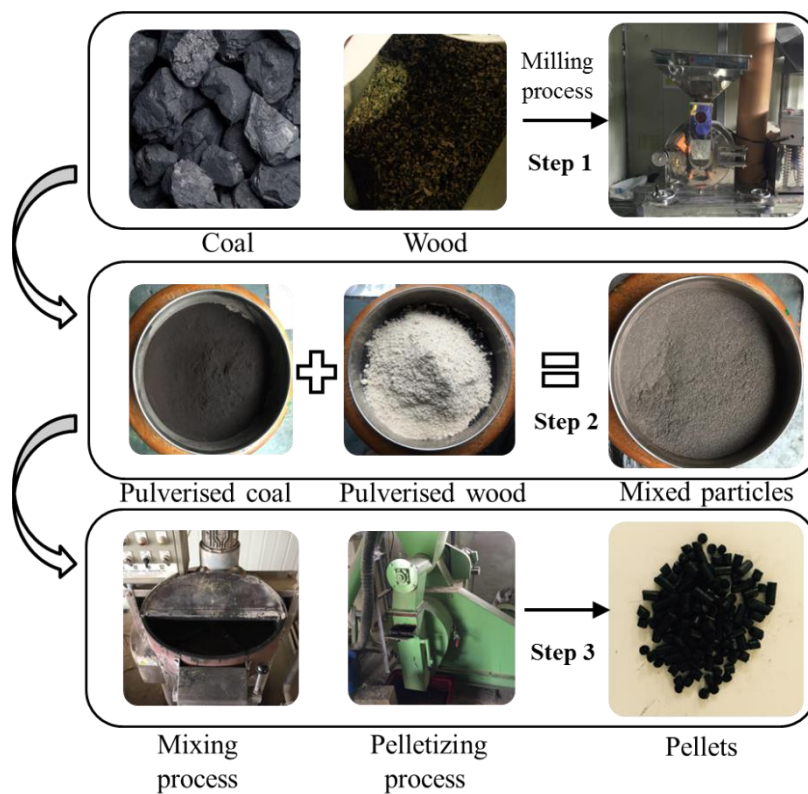 Milling
process
Step 1
Coal
Wood
Step 2
Pulverised coal
Pulverised wood
Mixed particles
Step 3
Mixing
process
Pelletizing
process
Pellets